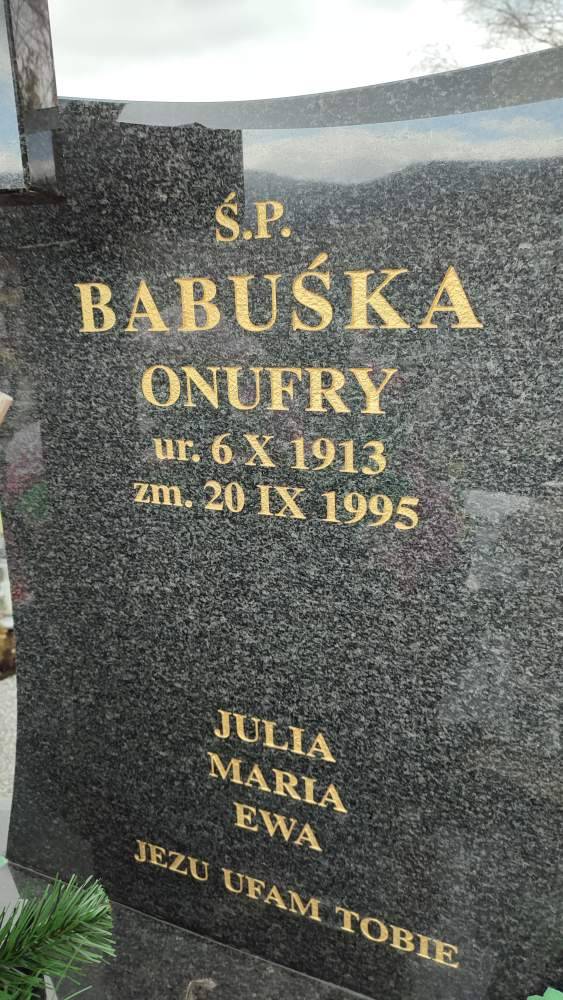 Ś.P.
BABUŚKA
ONUFRY
ur. 6 X 1913
zm. 20 IX 1995
JULIA
MARIA
EWA
JEZU UFAM TOBIE